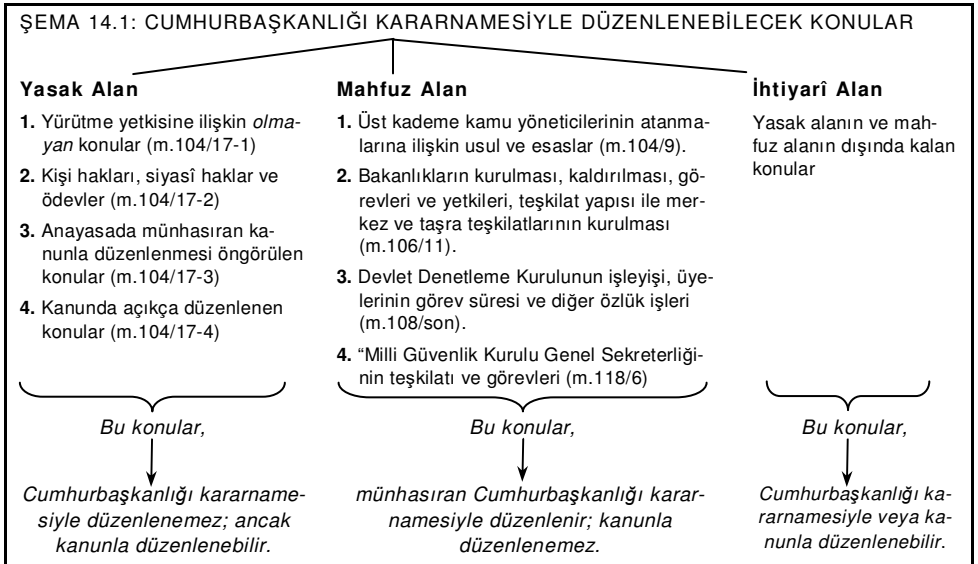 ŞEMA 14.1: CUMHURBAŞKANLIĞI KARARNAMESİYLE DÜZENLENEBİLECEK KONULAR
Yasak Alan
1. Yürütme yetkisine ilişkin olma-
yan konular (m.104/17-1)
2. Kişi hakları, siyasî haklar ve
ödevler (m.104/17-2)
3. Anayasada münhasıran ka-
nunla düzenlenmesi öngörülen
konular (m.104/17-3)
4. Kanunda açıkça düzenlenen
konular (m.104/17-4)
Bu konular,
Cumhurbaşkanlığı kararname-
siyle düzenlenemez; ancak
kanunla düzenlenebilir.
Mahfuz Alan
1. Üst kademe kamu yöneticilerinin atanma-
larına ilişkin usul ve esaslar (m.104/9).
2. Bakanlıkların kurulması, kaldırılması, gö-
revleri ve yetkileri, teşkilat yapısı ile mer-
kez ve taşra teşkilatlarının kurulması
(m.106/11).
3. Devlet Denetleme Kurulunun işleyişi, üye-
lerinin görev süresi ve diğer özlük işleri
(m.108/son).
4. “Milli Güvenlik Kurulu Genel Sekreterliği-
nin teşkilatı ve görevleri (m.118/6)
Bu konular,
münhasıran Cumhurbaşkanlığı karar-
namesiyle düzenlenir; kanunla
düzenlenemez.
İhtiyarî Alan
Yasak alanın ve mah-
fuz alanın dışında kalan
konular
Bu konular,
Cumhurbaşkanlığı ka-
rarnamesiyle veya ka-
nunla düzenlenebilir.